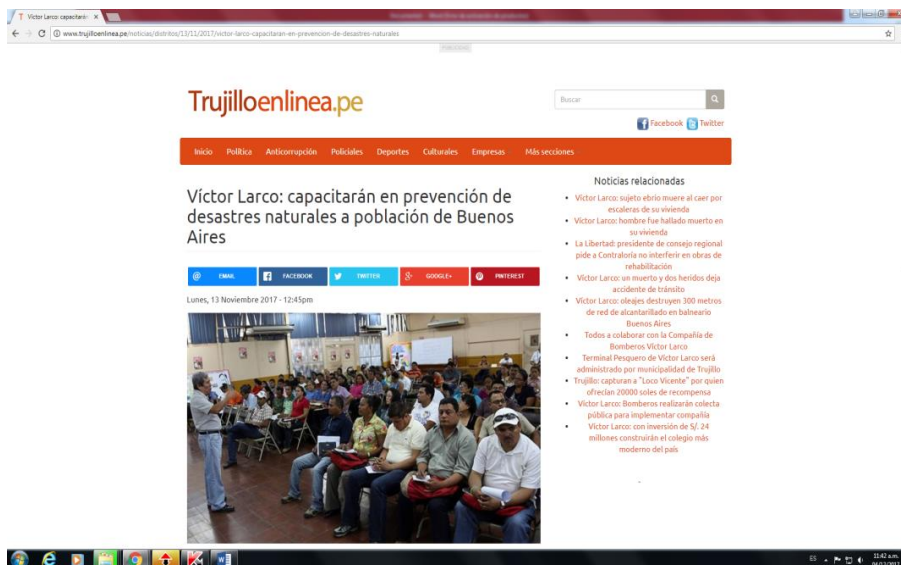 Victor Larco: capacitarán
www.trujilloenlinea.pe/noticias/distritos/13/11/2017/victor-larco-capacitaran-en-prevencion-de-desastres-naturales
Trujilloenlinea.pe
Buscar
Facebook Twitter
Inicio Política Anticorrupción Policiales Deportes Culturales Empresas Más secciones
Víctor Larco: capacitarán en prevención de
desastres naturales a población de Buenos
Aires
EMAIL FACEBOOK TWITTER GOOGLE+ PINTEREST
Lunes, 13 Noviembre 2017 - 12:45pm
Noticias relacionadas
Víctor Larco: sujeto ebrio muere al caer por
escaleras de su vivienda
Víctor Larco: hombre fue hallado muerto en
su vivienda
La Libertad: presidente de consejo regional
pide a Contraloría no interferir en obras de
rehabilitación
Víctor Larco: un muerto y dos heridos deja
accidente de tránsito
Víctor Larco: oleajes destruyen 300 metros
de red de alcantarillado en balneario
Buenos Aires
Todos a colaborar con la Compañía de
Bomberos Víctor Larco
Terminal Pesquero de Víctor Larco será
administrado por municipalidad de Trujillo
Trujillo: capturan a "Loco Vicente" por quien
ofrecían 20000 soles de recompensa
Víctor Larco: Bomberos realizarán colecta
pública para implementar compañía
Víctor Larco: con inversión de S/. 24
millones construirán el colegio más
moderno del país
ES
11:42 a.m.